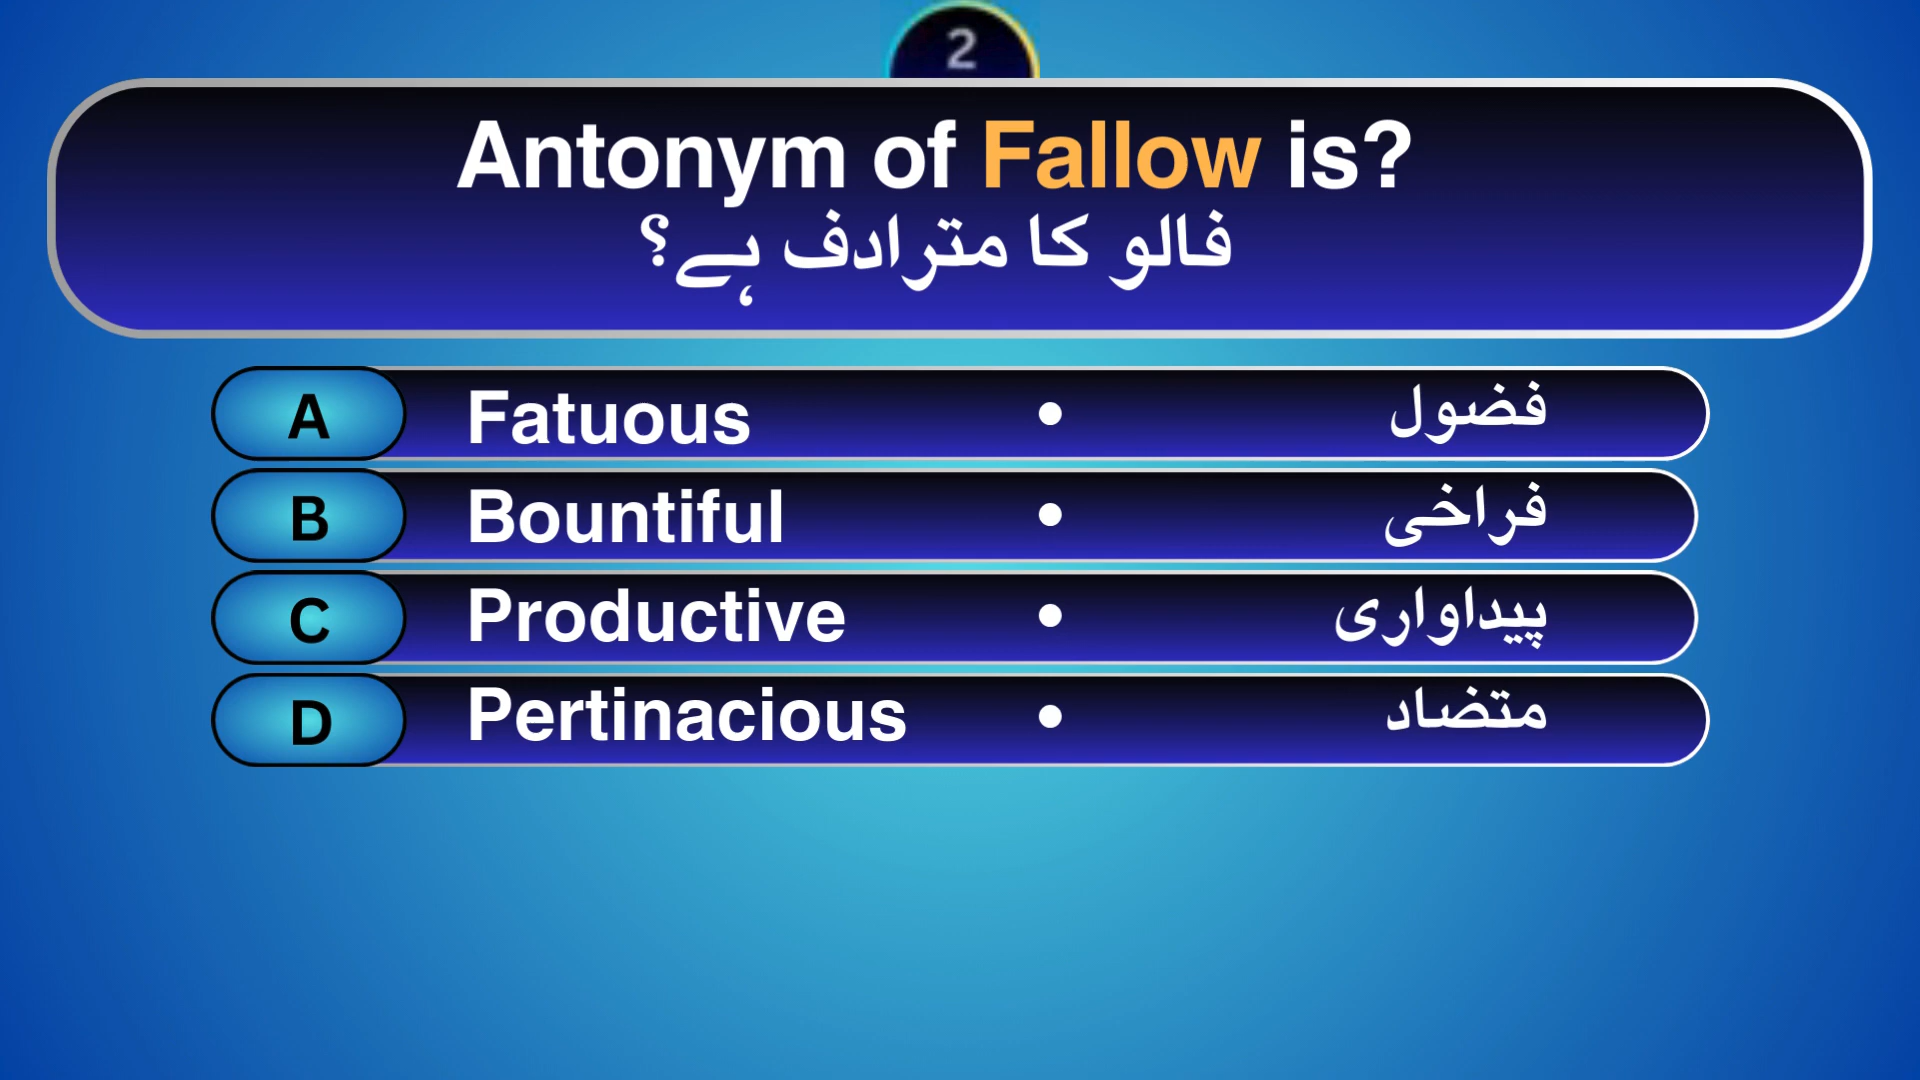 2
Antonym of Fallow is?
فالو کا مترادف ہے؟
A Fatuous • فضول
B Bountiful • فراخی
C Productive • پیداواری
D Pertinacious • متضاد